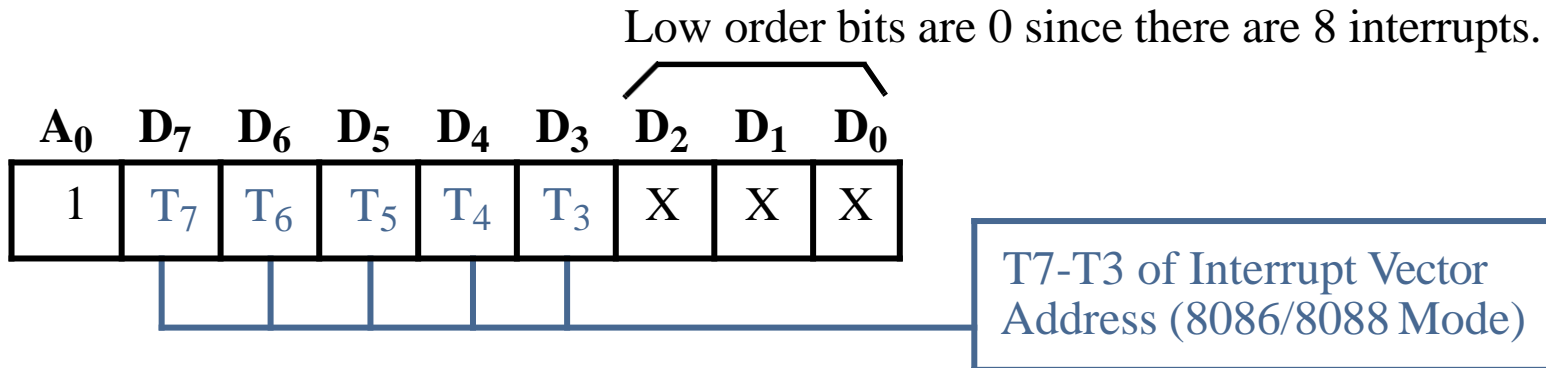 Low order bits are 0 since there are 8 interrupts.
A0 D7 D6 D5 D4 D3 D2 D1 D0
1 T7 T6 T5 T4 T3 X X X
T7-T3 of Interrupt Vector
Address (8086/8088 Mode)